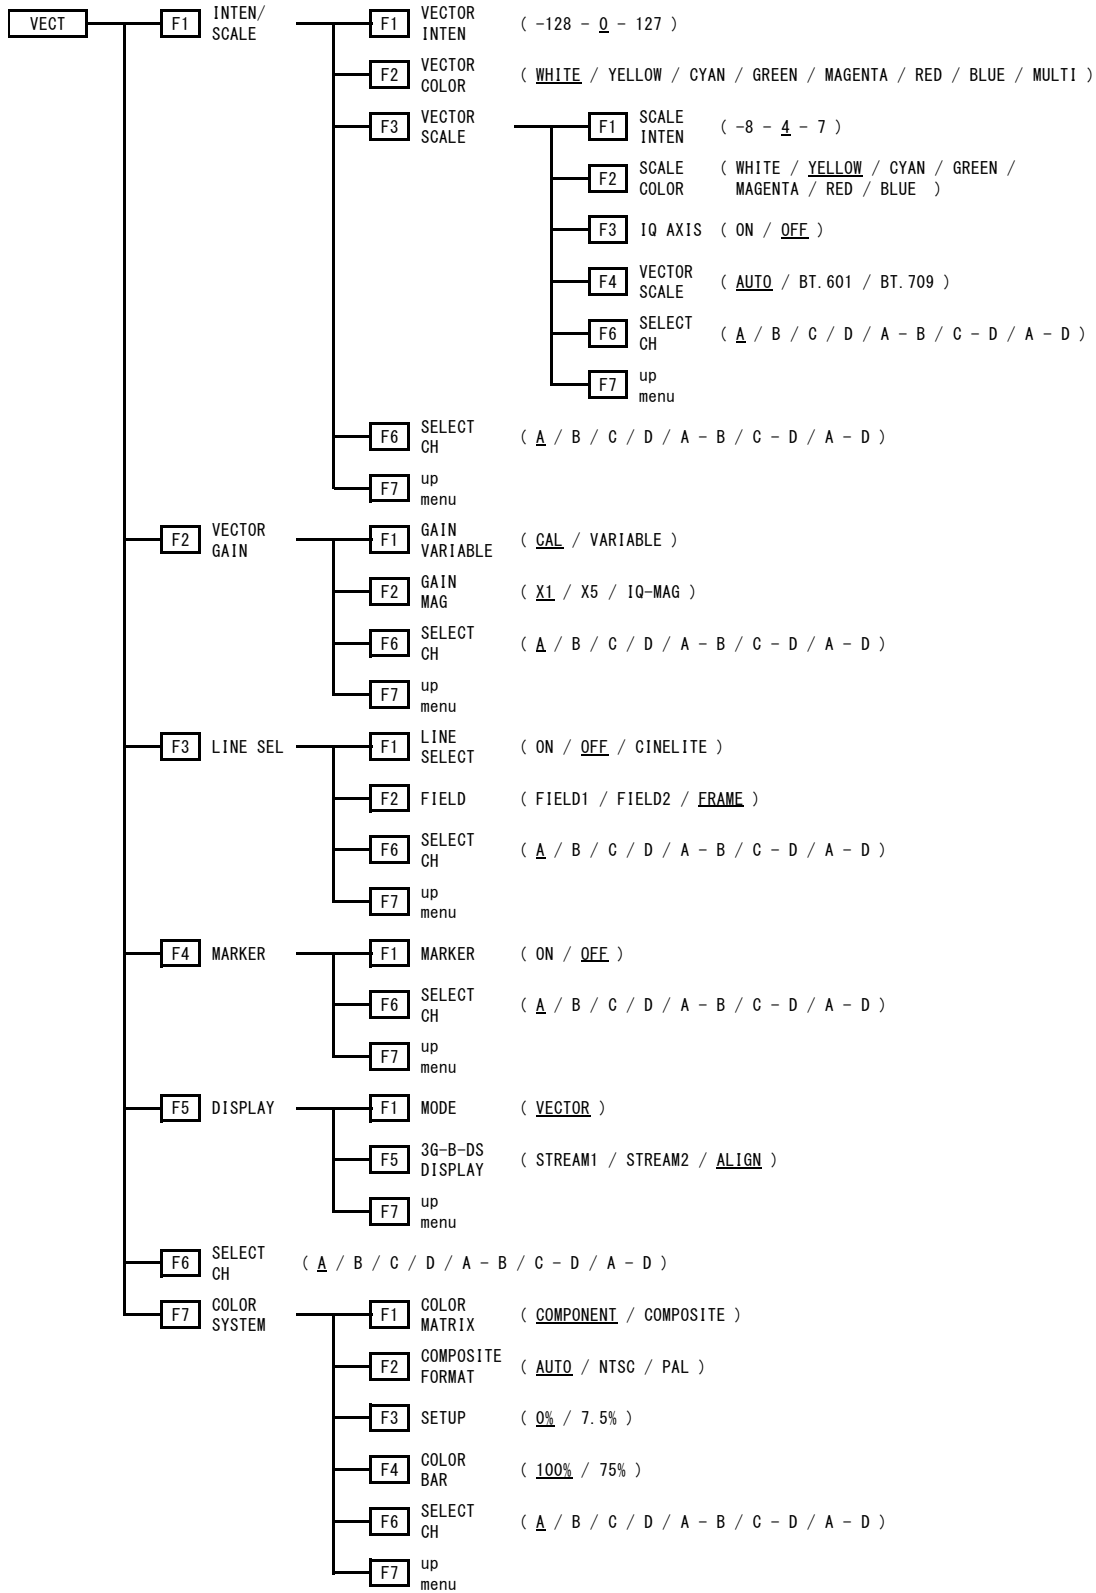 VECT F1 INTEN/ F1 VECTOR ( -128 - 0 - 127 )
SCALE INTEN
F2 VECTOR ( WHITE / YELLOW / CYAN / GREEN / MAGENTA / RED / BLUE / MULTI )
COLOR
F3 VECTOR F1 SCALE ( -8 - 4 - 7 )
SCALE INTEN
F2 SCALE ( WHITE / YELLOW / CYAN / GREEN /
COLOR MAGENTA / RED / BLUE )
F3 IQ AXIS ( ON / OFF )
F4 VECTOR ( AUTO / BT.601 / BT.709 )
SCALE
F6 SELECT ( A / B / C / D / A - B / C - D / A - D )
CH
F7 up
menu
F6 SELECT ( A / B / C / D / A - B / C - D / A - D )
CH
F7 up
menu
F2 VECTOR F1 GAIN ( CAL / VARIABLE )
GAIN VARIABLE
F2 GAIN ( X1 / X5 / IQ-MAG )
MAG
F6 SELECT ( A / B / C / D / A - B / C - D / A - D )
CH
F7 up
menu
F3 LINE SEL F1 LINE ( ON / OFF / CINELITE )
SELECT
F2 FIELD ( FIELD1 / FIELD2 / FRAME )
F6 SELECT ( A / B / C / D / A - B / C - D / A - D )
CH
F7 up
menu
F4 MARKER F1 MARKER ( ON / OFF )
F6 SELECT ( A / B / C / D / A - B / C - D / A - D )
CH
F7 up
menu
F5 DISPLAY F1 MODE ( VECTOR )
F5 3G-B-DS ( STREAM1 / STREAM2 / ALIGN )
DISPLAY
F7 up
menu
F6 SELECT ( A / B / C / D / A - B / C - D / A - D )
CH
F7 COLOR F1 COLOR ( COMPONENT / COMPOSITE )
SYSTEM MATRIX
F2 COMPOSITE ( AUTO / NTSC / PAL )
FORMAT
F3 SETUP ( 0% / 7.5% )
F4 COLOR ( 100% / 75% )
BAR
F6 SELECT ( A / B / C / D / A - B / C - D / A - D )
CH
F7 up
menu